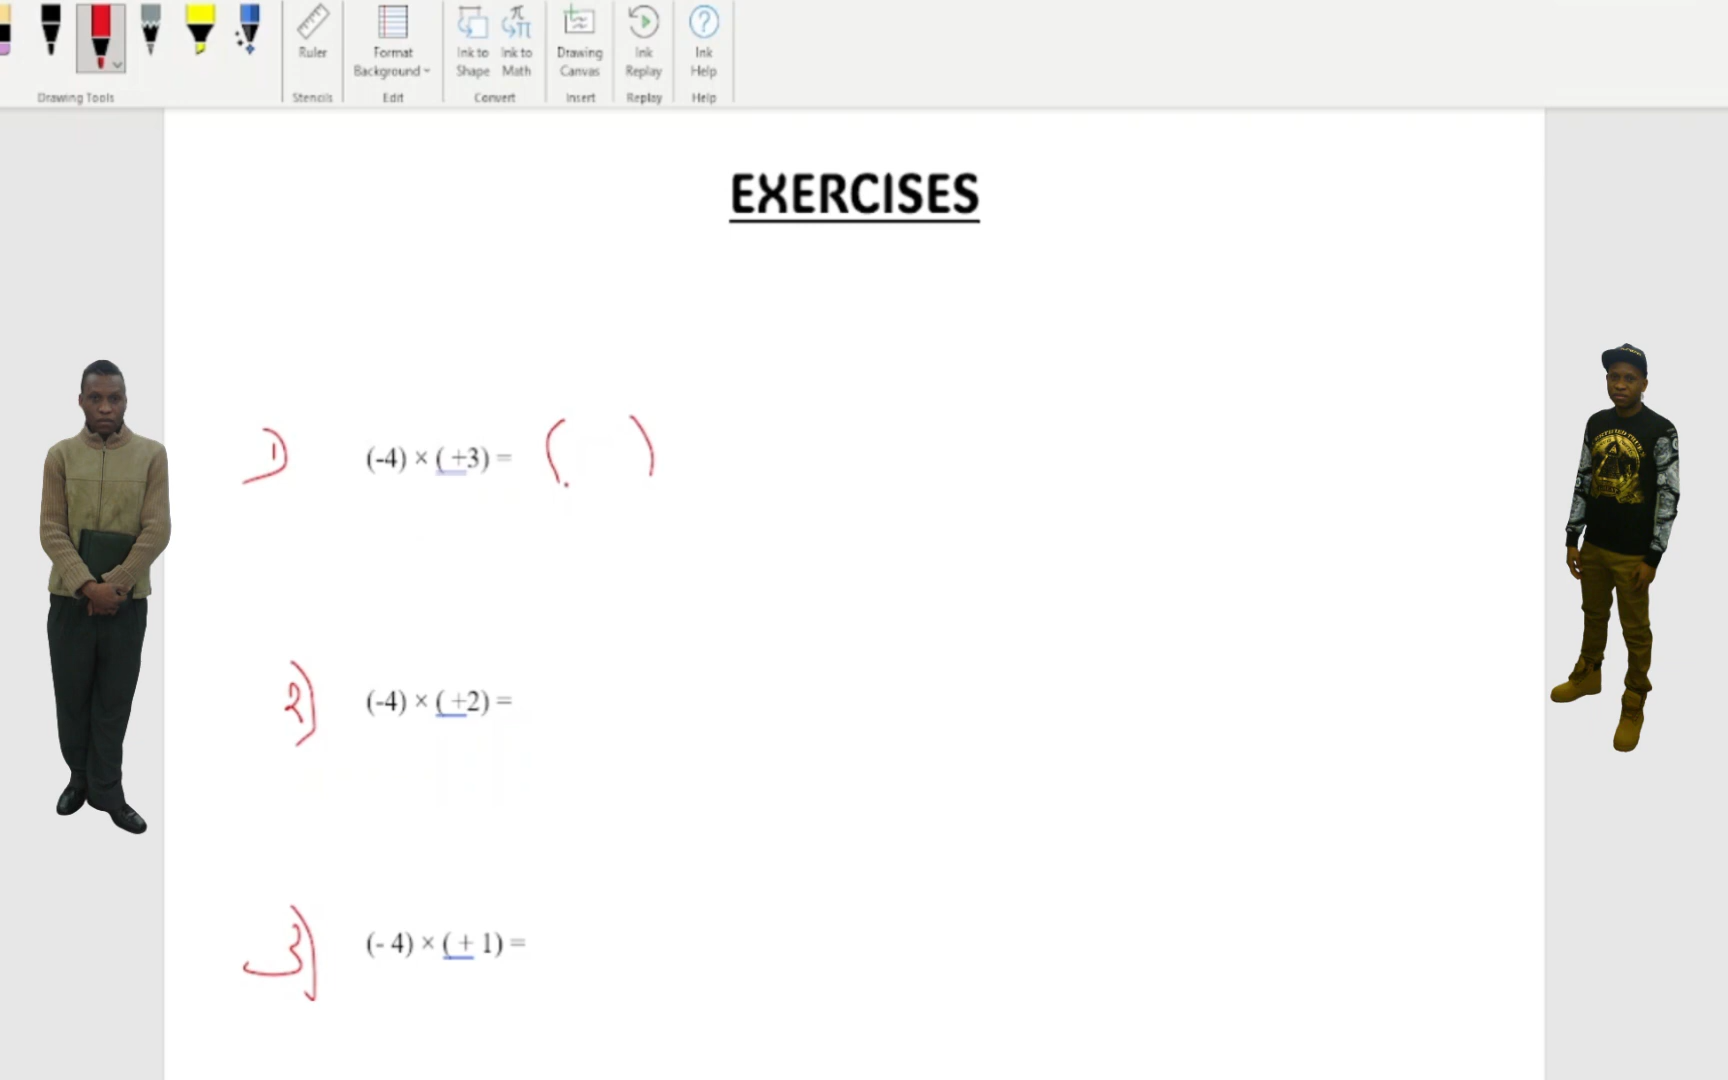 Ruler
Format Background
Ink to Shape
Ink to Math
Drawing Canvas
Ink Replay
Ink Help
Drawing Tools
Stencils
Edit
Convert
Insert
Replay
Help
EXERCISES
1) (-4) × ( +3) = ( )
2) (-4) × ( +2) =
3) (- 4) × ( + 1) =